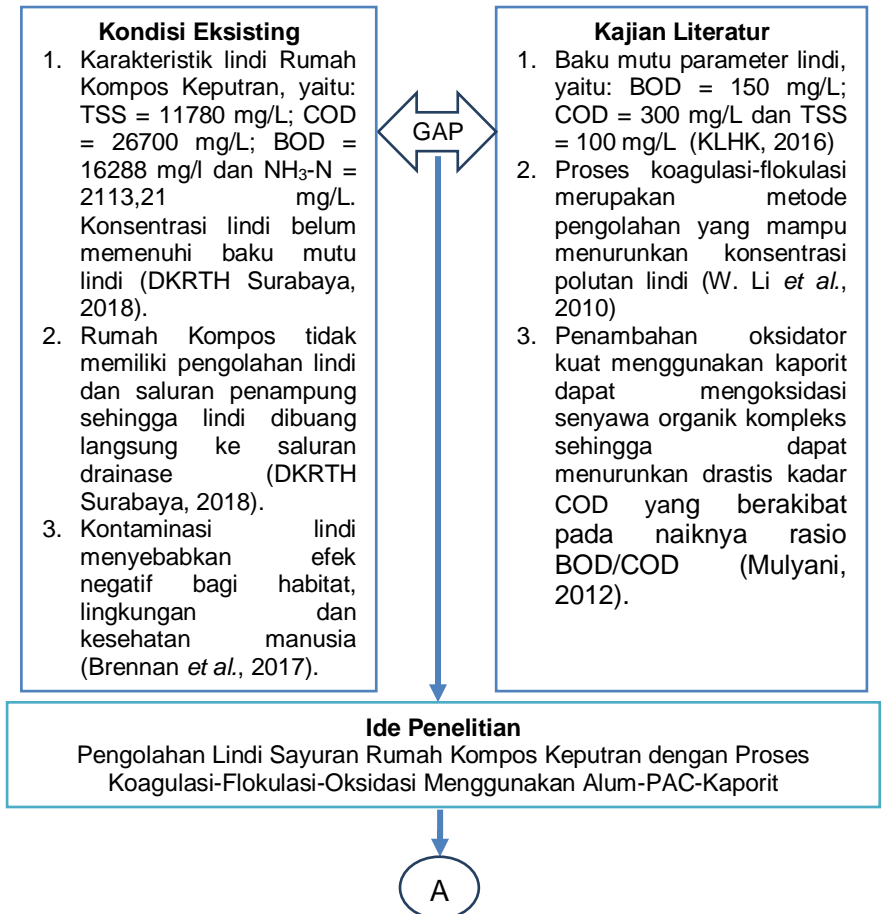 Kondisi Eksisting
1. Karakteristik lindi Rumah
Kompos Keputran, yaitu:
TSS = 11780 mg/L; COD
= 26700 mg/L; BOD =
16288 mg/l dan NH₃-N =
2113,21 mg/L.
Konsentrasi lindi belum
memenuhi baku mutu
lindi (DKRTH Surabaya,
2018).
2. Rumah Kompos tidak
memiliki pengolahan lindi
dan saluran penampung
sehingga lindi dibuang
langsung ke saluran
drainase (DKRTH
Surabaya, 2018).
3. Kontaminasi lindi
menyebabkan efek
negatif bagi habitat,
lingkungan dan
kesehatan manusia
(Brennan et al., 2017).
GAP
Kajian Literatur
1. Baku mutu parameter lindi,
yaitu: BOD = 150 mg/L;
COD = 300 mg/L dan TSS
= 100 mg/L (KLHK, 2016)
2. Proses koagulasi-flokulasi
merupakan metode
pengolahan yang mampu
menurunkan konsentrasi
polutan lindi (W. Li et al.,
2010)
3. Penambahan oksidator
kuat menggunakan kaporit
dapat mengoksidasi
senyawa organik kompleks
sehingga dapat
menurunkan drastis kadar
COD yang berakibat
pada naiknya rasio
BOD/COD (Mulyani,
2012).
Ide Penelitian
Pengolahan Lindi Sayuran Rumah Kompos Keputran dengan Proses
Koagulasi-Flokulasi-Oksidasi Menggunakan Alum-PAC-Kaporit
A